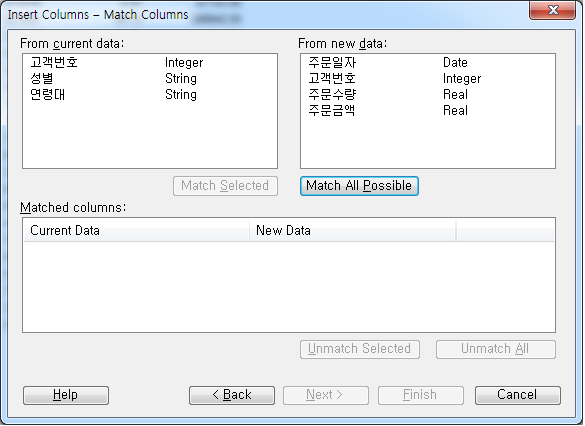 Insert Columns – Match Columns
From current data:
고객번호 Integer
성별 String
연령대 String
Match Selected
From new data:
주문일자 Date
고객번호 Integer
주문수량 Real
주문금액 Real
Match All Possible
Matched columns:
Current Data New Data
Unmatch Selected Unmatch All
Help < Back Next > Finish Cancel